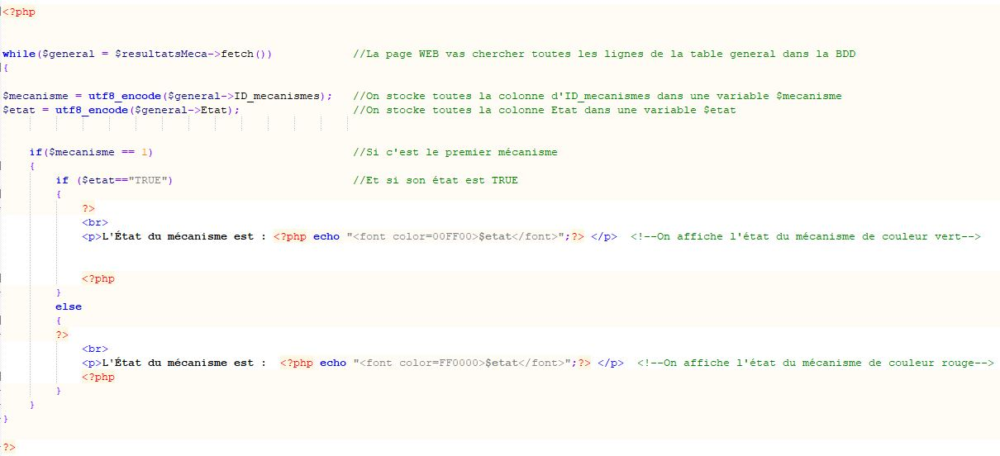 <?php
while($general = $resultatsMeca->fetch()) //La page WEB vas chercher toutes les lignes de la table general dans la BDD
{
$mecanisme = utf8_encode($general->ID_mecanismes); //On stocke toutes la colonne d'ID_mecanismes dans une variable $mecanisme
$etat = utf8_encode($general->Etat); //On stocke toutes la colonne Etat dans une variable $etat
if($mecanisme == 1) //Si c'est le premier mécanisme
{
if ($etat=="TRUE") //Et si son état est TRUE
{
?>
<br>
<p>L'État du mécanisme est : <?php echo "<font color=00FF00>$etat</font>";?> </p> <!--On affiche l'état du mécanisme de couleur vert-->
<?php
}
else
{
?>
<br>
<p>L'État du mécanisme est : <?php echo "<font color=FF0000>$etat</font>";?> </p> <!--On affiche l'état du mécanisme de couleur rouge-->
<?php
}
}
}
?>